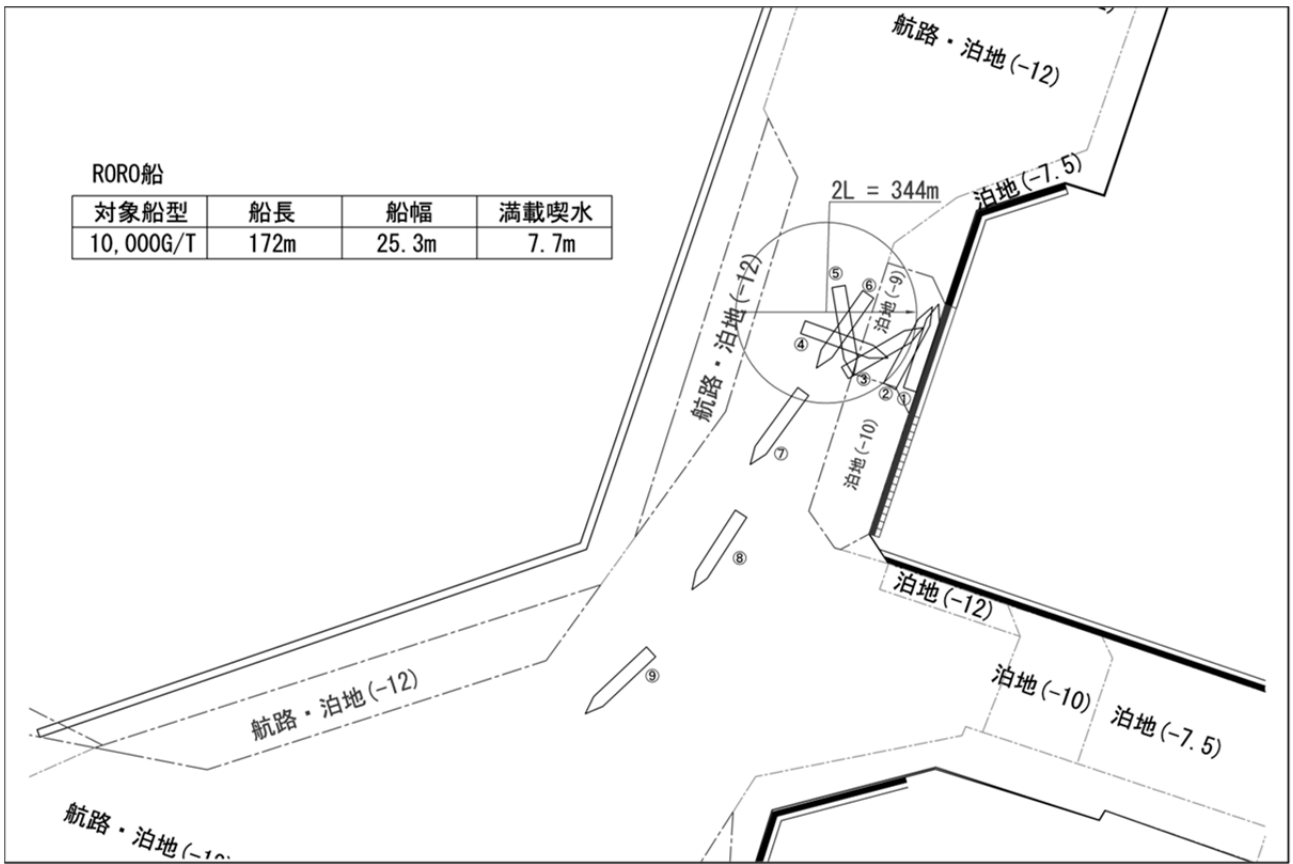 航路・泊地(-12)
RORO船
対象船型 船長 船幅 満載喫水
10,000G/T 172m 25.3m 7.7m
泊地(-7.5)
2L = 344m
航路・泊地(-12)
泊地(-9)
⑤
⑥
④
③
②
①
泊地(-10)
⑦
⑧
泊地(-12)
⑨
泊地(-10)
泊地(-7.5)
航路・泊地(-12)
航路・泊地